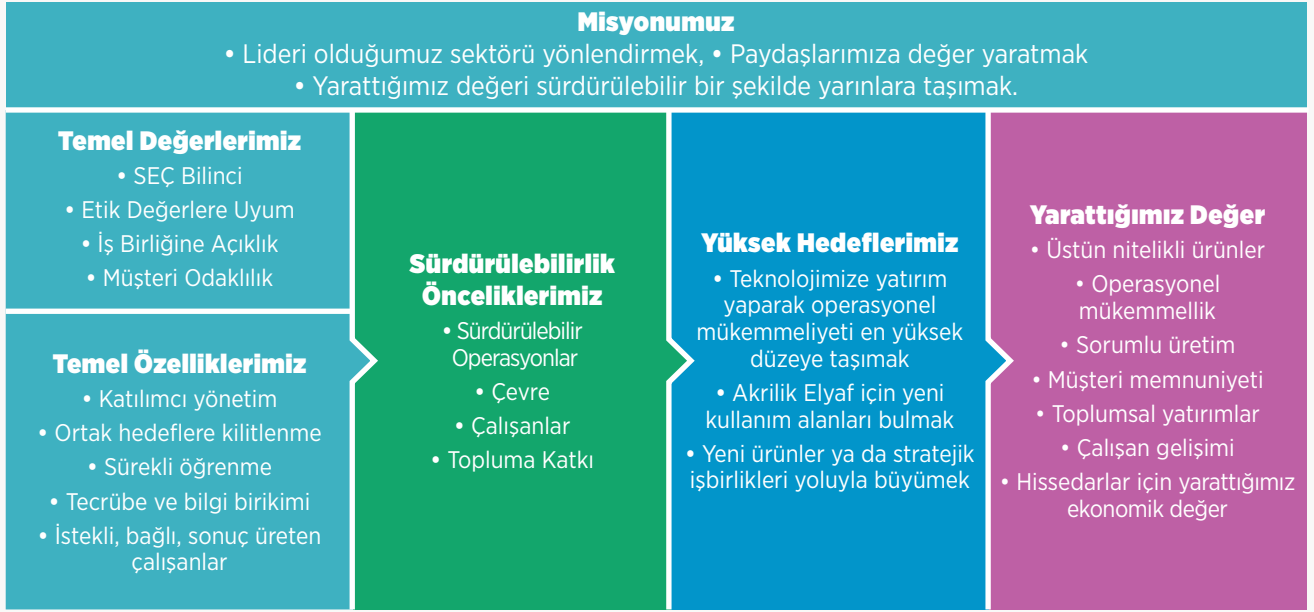 Misyonumuz
• Lideri olduğumuz sektörü yönlendirmek, • Paydaşlarımıza değer yaratmak
• Yarattığımız değeri sürdürülebilir bir şekilde yarınlara taşımak.
Temel Değerlerimiz
• SEÇ Bilinci
• Etik Değerlere Uyum
• İş Birliğine Açıklık
• Müşteri Odaklılık
Temel Özelliklerimiz
• Katılımcı yönetim
• Ortak hedeflere kilitlenme
• Sürekli öğrenme
• Tecrübe ve bilgi birikimi
• İstekli, bağlı, sonuç üreten
çalışanlar
Sürdürülebilirlik
Önceliklerimiz
• Sürdürülebilir
Operasyonlar
• Çevre
• Çalışanlar
• Topluma Katkı
Yüksek Hedeflerimiz
• Teknolojimize yatırım
yaparak operasyonel
mükemmeliyeti en yüksek
düzeye taşımak
• Akrilik Elyaf için yeni
kullanım alanları bulmak
• Yeni ürünler ya da stratejik
işbirlikleri yoluyla büyümek
Yarattığımız Değer
• Üstün nitelikli ürünler
• Operasyonel
mükemmellik
• Sorumlu üretim
• Müşteri memnuniyeti
• Toplumsal yatırımlar
• Çalışan gelişimi
• Hissedarlar için yarattığımız
ekonomik değer